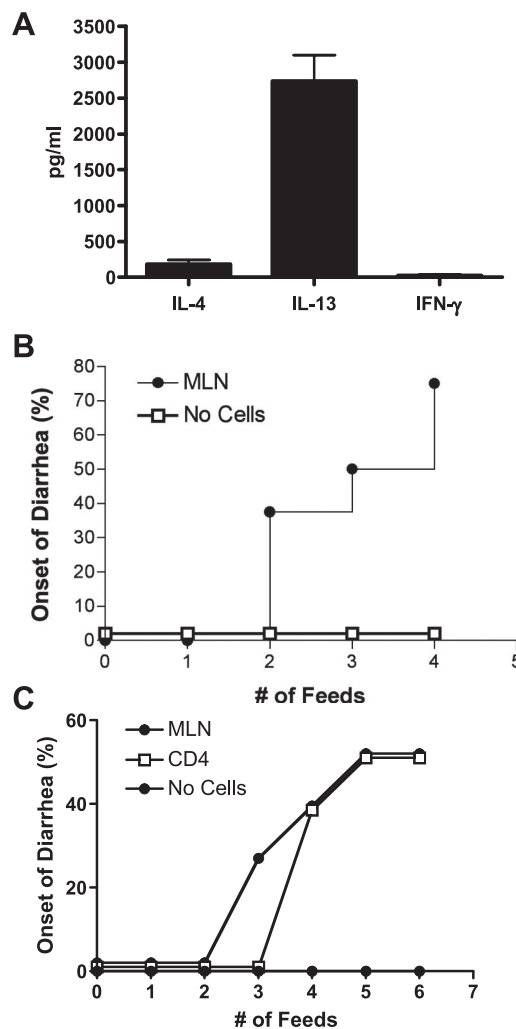 A
3500
3000
2500
2000
1500
1000
500
0
pg/ml
IL-4 IL-13 IFN-γ
B
80
70
60
50
40
30
20
10
0
Onset of Diarrhea (%)
MLN
No Cells
0 1 2 3 4 5
# of Feeds
C
60
40
20
0
Onset of Diarrhea (%)
MLN
CD4
No Cells
0 1 2 3 4 5 6 7
# of Feeds